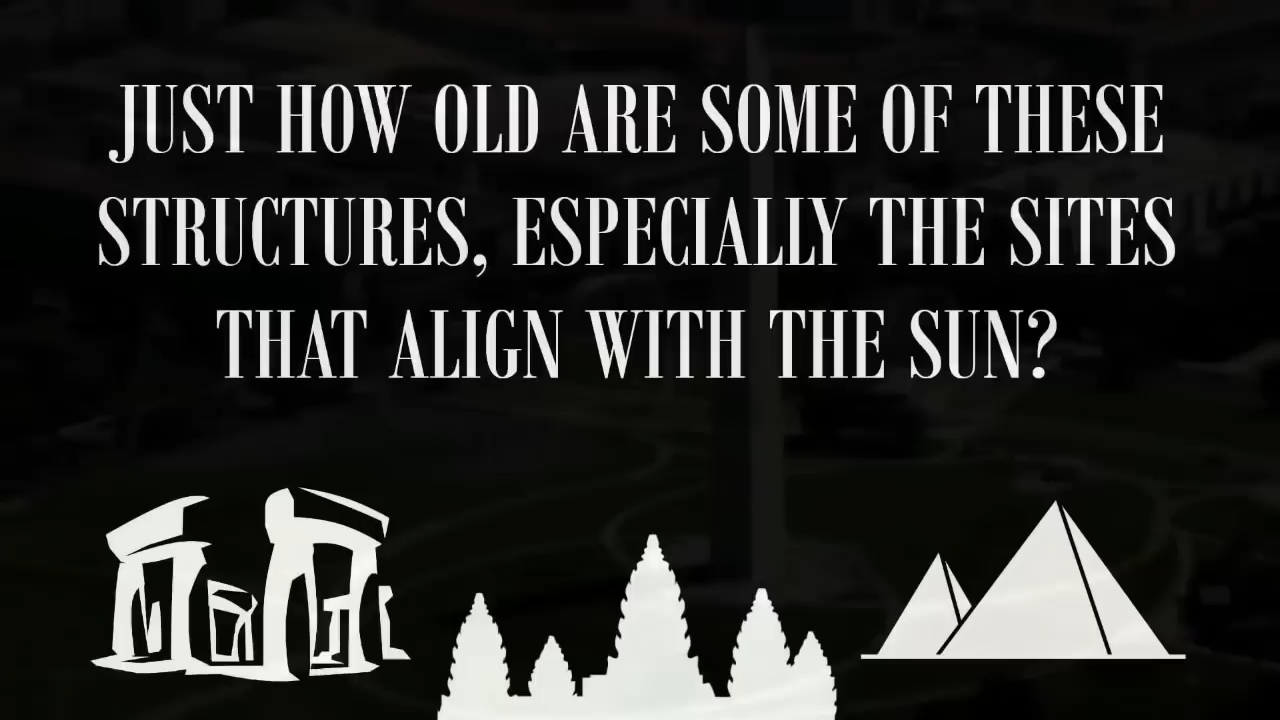 JUST HOW OLD ARE SOME OF THESE
STRUCTURES, ESPECIALLY THE SITES
THAT ALIGN WITH THE SUN?